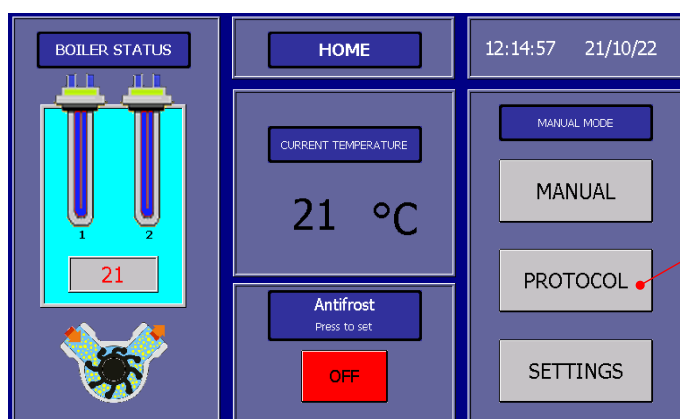 BOILER STATUS
1 2
21
HOME
CURRENT TEMPERATURE
21 °C
Antifrost
Press to set
OFF
12:14:57 21/10/22
MANUAL MODE
MANUAL
PROTOCOL
SETTINGS